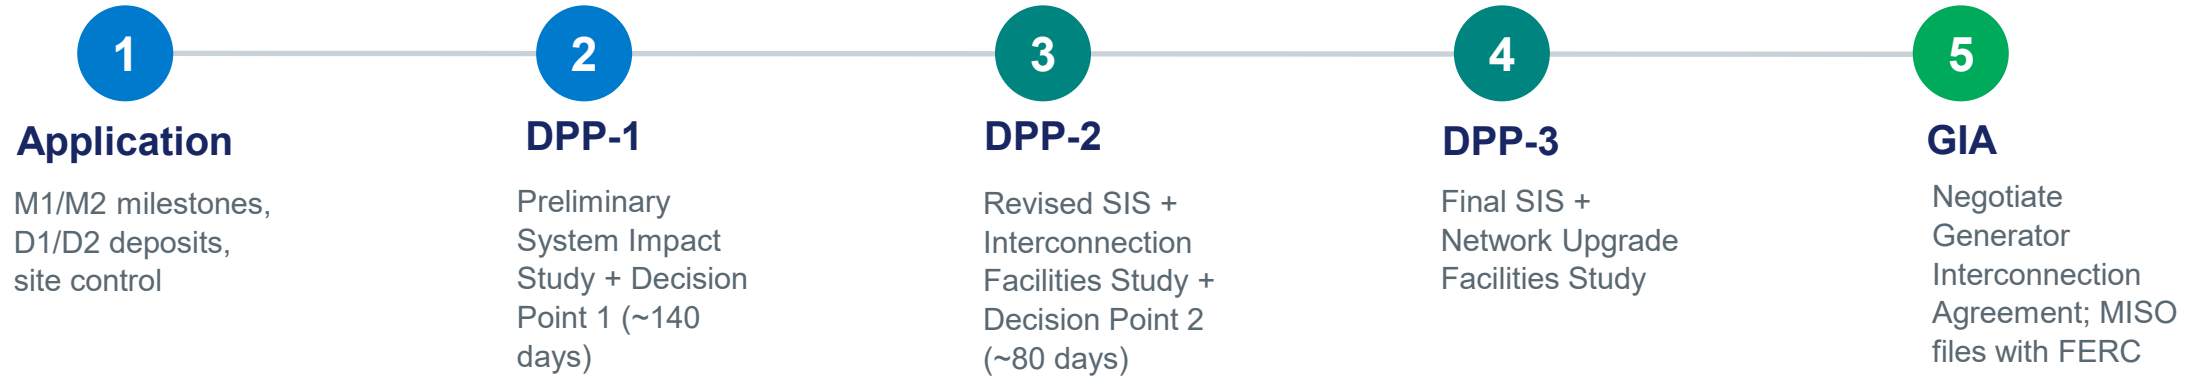 1
Application
M1/M2 milestones,
D1/D2 deposits,
site control
2
DPP-1
Preliminary
System Impact
Study + Decision
Point 1 (~140
days)
3
DPP-2
Revised SIS +
Interconnection
Facilities Study +
Decision Point 2
(~80 days)
4
DPP-3
Final SIS +
Network Upgrade
Facilities Study
5
GIA
Negotiate
Generator
Interconnection
Agreement; MISO
files with FERC